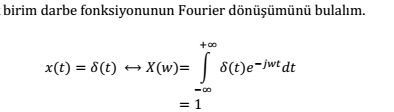 birim darbe fonksiyonunun Fourier dönüşümünü bulalım.
x(t) = δ(t) ↔ X(w)= ∫_{-∞}^{+∞} δ(t)e^{-jwt}dt
= 1